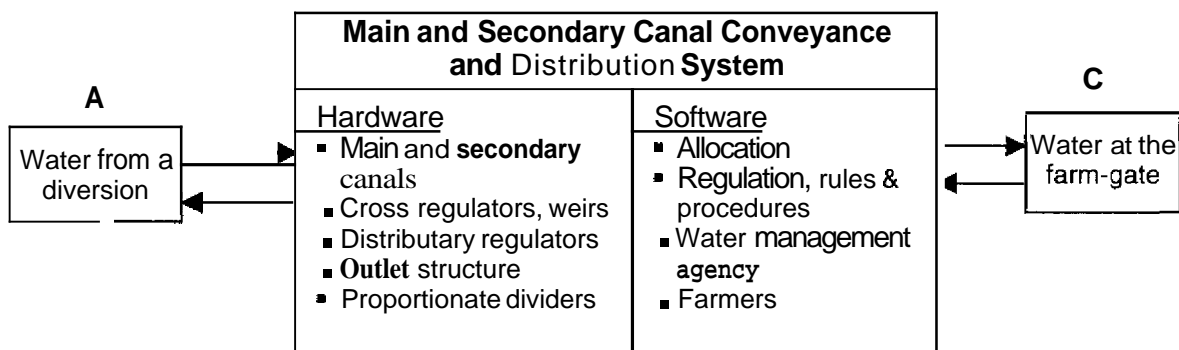 Main and Secondary Canal Conveyance
and Distribution System
A
Water from a
diversion
Hardware
▪ Main and secondary
canals
▪ Cross regulators, weirs
▪ Distributary regulators
▪ Outlet structure
▪ Proportionate dividers
Software
▪ Allocation
▪ Regulation, rules &
procedures
▪ Water management
agency
▪ Farmers
C
Water at the
farm-gate